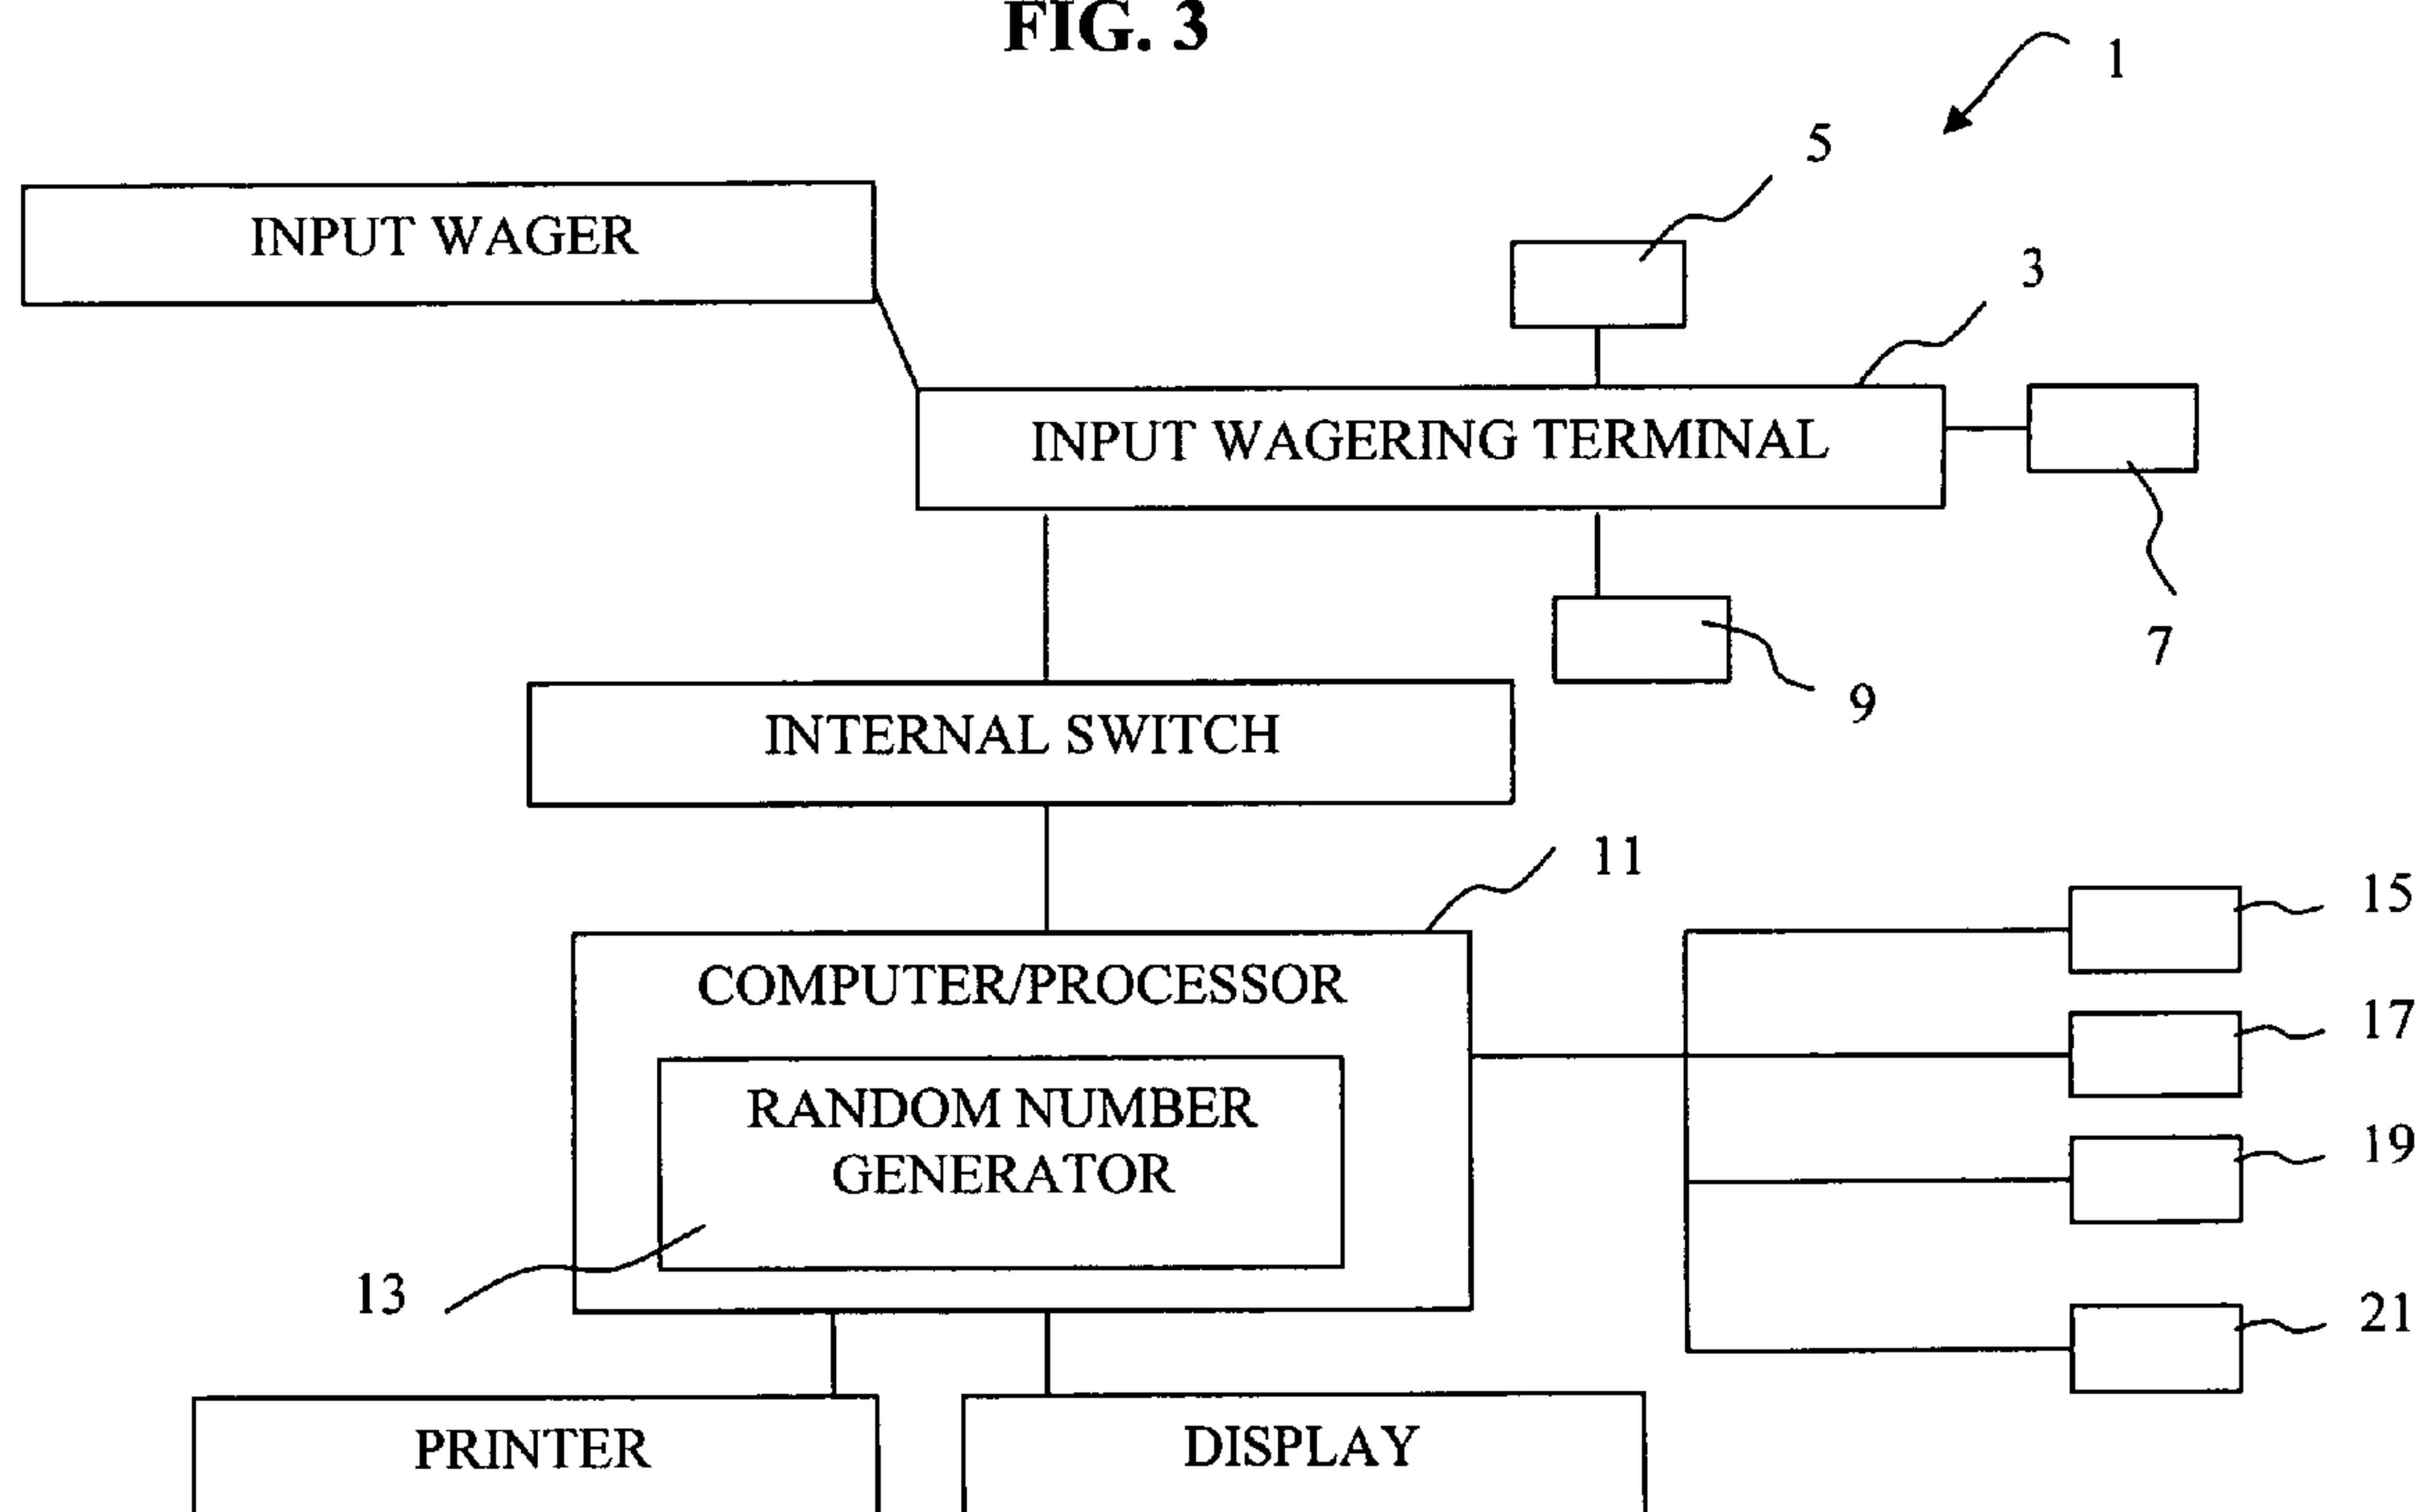 FIG. 3
1
5
INPUT WAGER
3
INPUT WAGERING TERMINAL
7
9
INTERNAL SWITCH
11
15
COMPUTER/PROCESSOR
17
RANDOM NUMBER
GENERATOR
19
13
21
PRINTER
DISPLAY